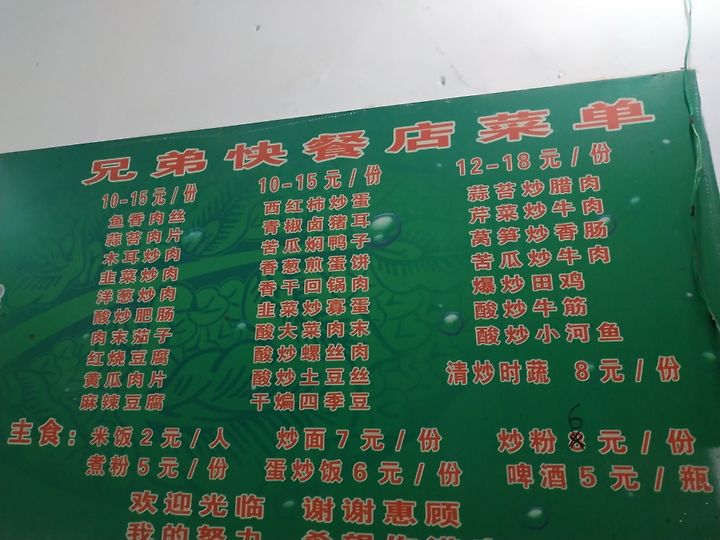 兄弟快餐店菜单
10-15元/份
鱼香肉丝
蒜苔肉片
木耳炒肉
韭菜炒肉
洋葱炒肉
酸炒肥肠
肉末茄子
红烧豆腐
黄瓜肉片
麻辣豆腐
10-15元/份
西红柿炒蛋
青椒卤猪耳
苦瓜焖鸭子
香葱煎蛋饼
香干回锅肉
韭菜炒寡蛋
酸大菜肉末
酸炒螺丝肉
酸炒土豆丝
干煸四季豆
12-18元/份
蒜苔炒腊肉
芹菜炒牛肉
莴笋炒香肠
苦瓜炒牛肉
爆炒田鸡
酸炒牛筋
酸炒小河鱼
清炒时蔬 8元/份
主食：米饭2元/人 炒面7元/份 炒粉6元/份
煮粉5元/份 蛋炒饭6元/份 啤酒5元/瓶
欢迎光临 谢谢惠顾
我的努力